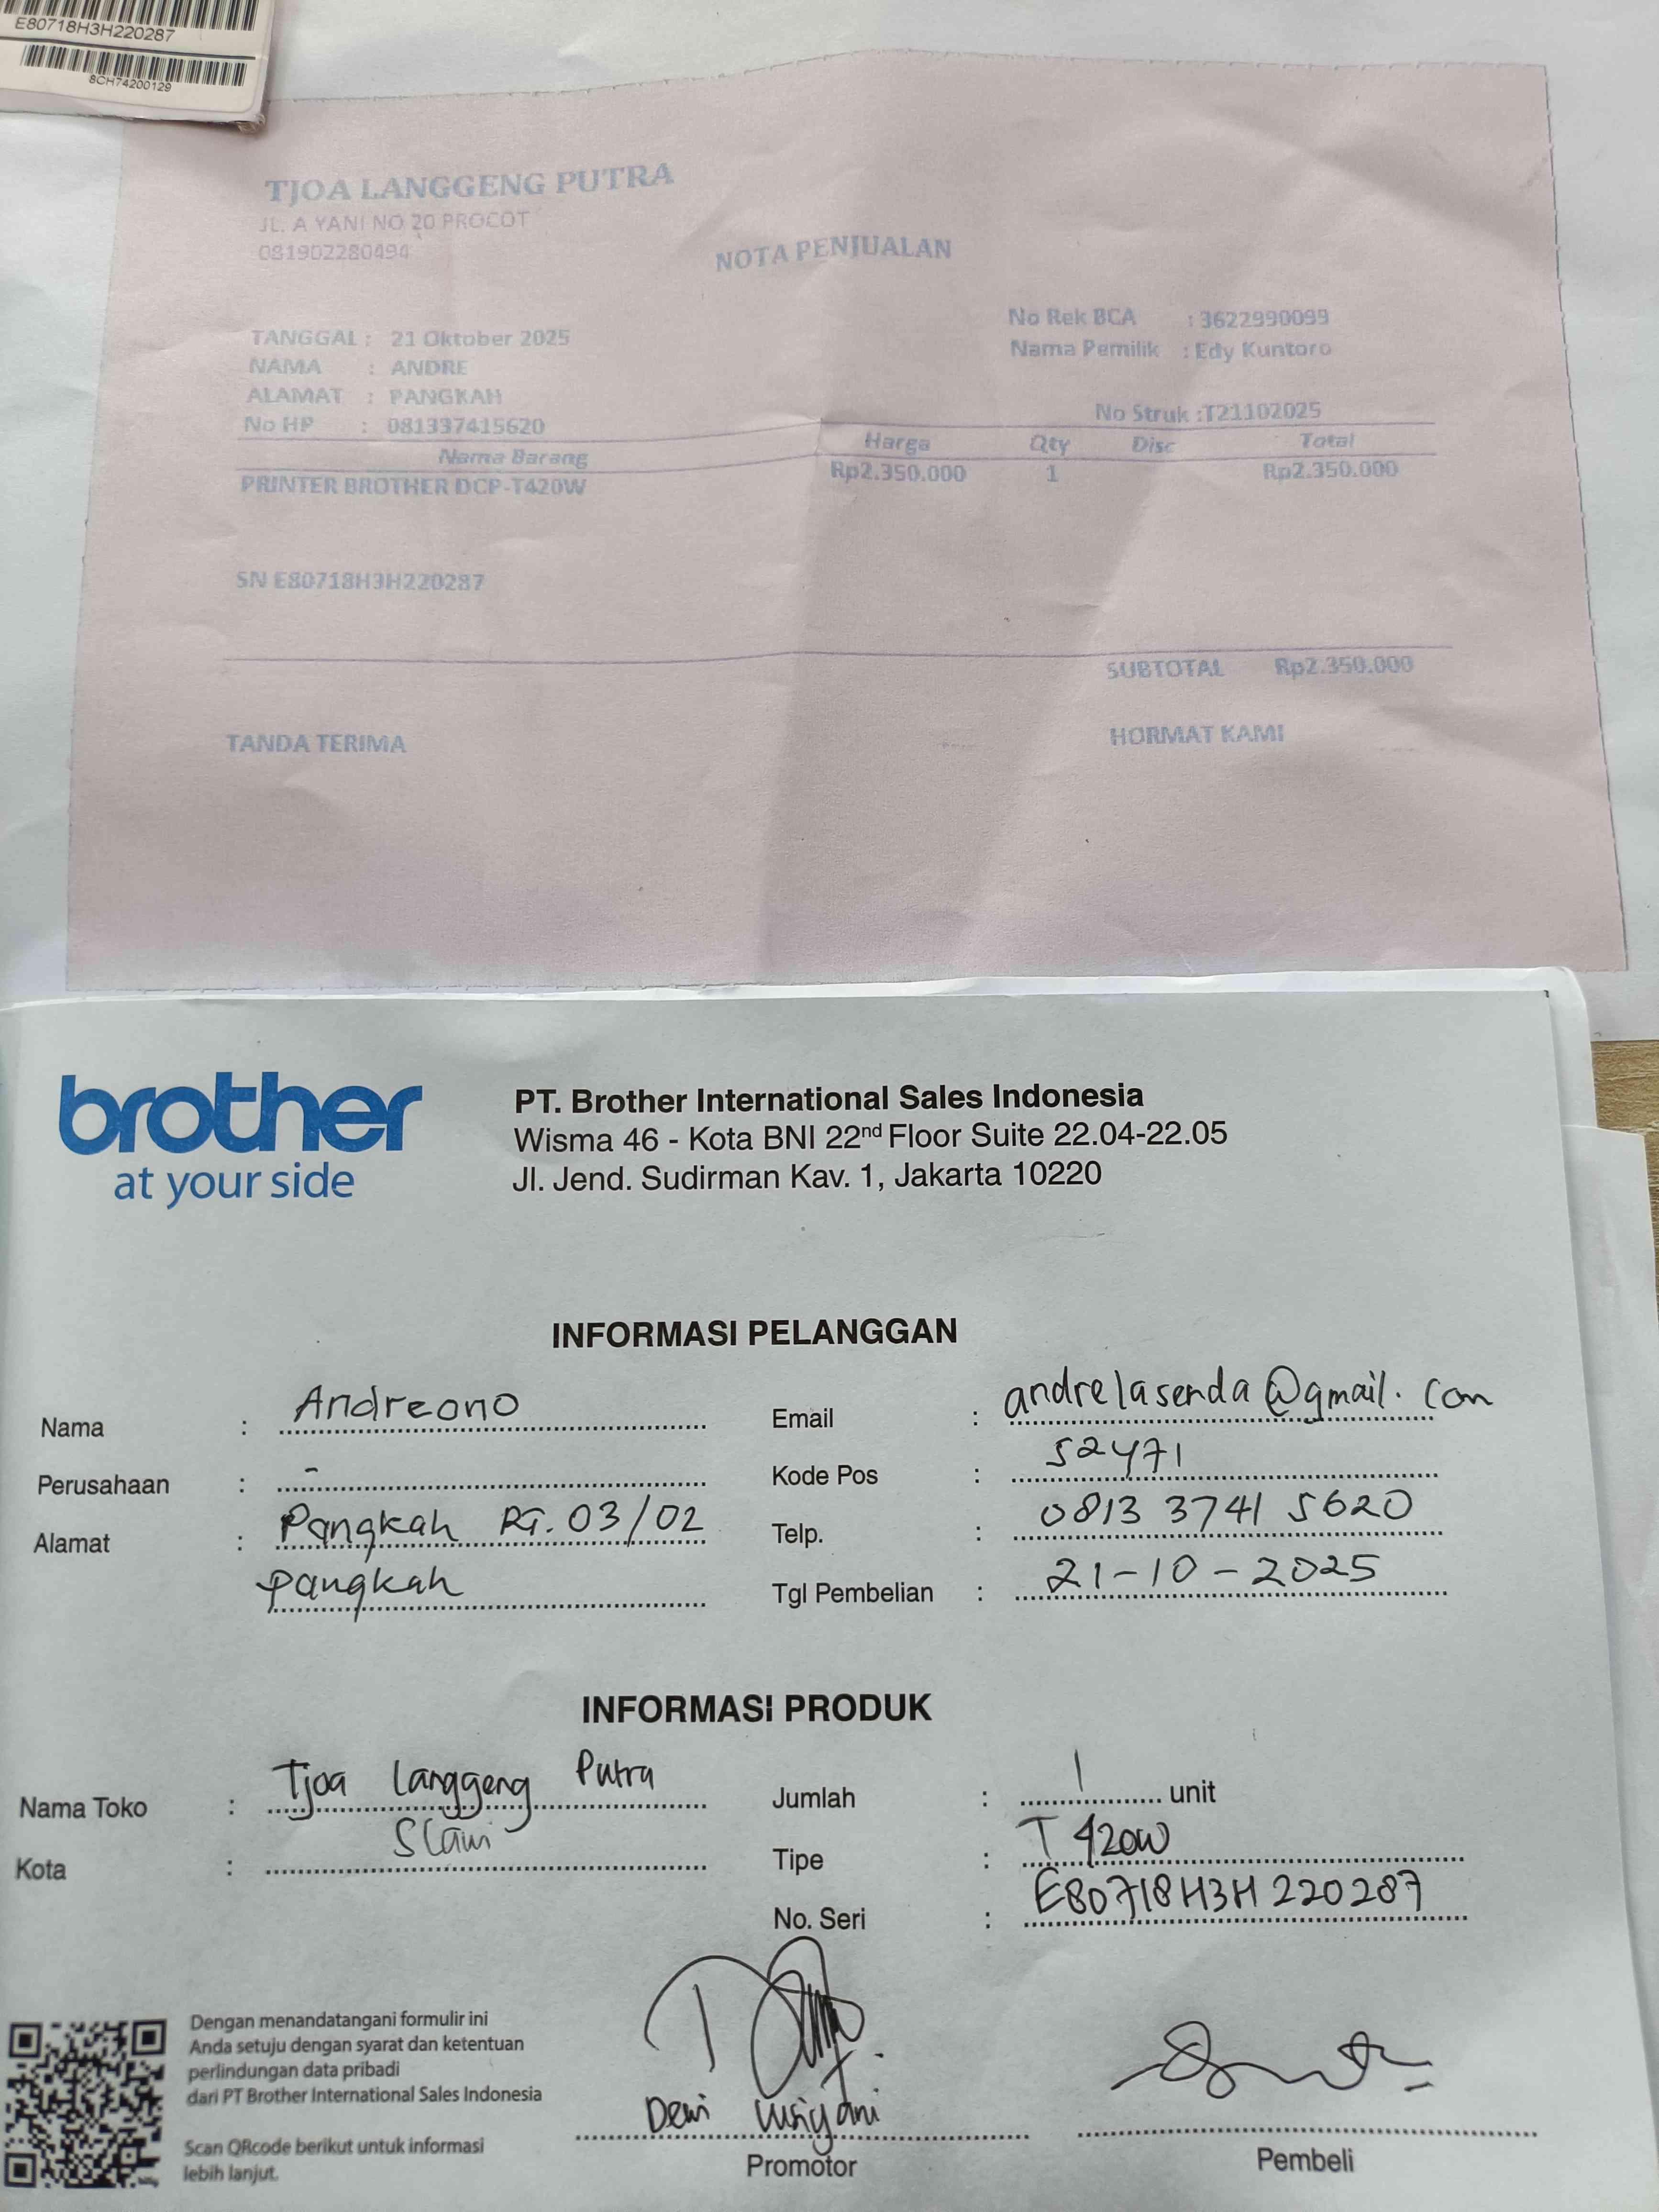 E80718H3H220287
8CH74200129
TJOA LANGGENG PUTRA
JL. A YANI NO 20 PROCOT
081902280494
NOTA PENJUALAN
No Rek BCA : 3622990099
Nama Pemilik : Edy Kuntoro
TANGGAL : 21 Oktober 2025
NAMA : ANDRE
ALAMAT : PANGKAH
No HP : 081337415620
No Struk :T21102025
Nama Barang Harga Qty Disc Total
PRINTER BROTHER DCP-T420W Rp2.350.000 1 Rp2.350.000
SN E80718H3H220287
SUBTOTAL Rp2.350.000
TANDA TERIMA HORMAT KAMI
brother
at your side
PT. Brother International Sales Indonesia
Wisma 46 - Kota BNI 22nd Floor Suite 22.04-22.05
Jl. Jend. Sudirman Kav. 1, Jakarta 10220
INFORMASI PELANGGAN
Nama : Andreono
Email : andrelasenda@gmail.com
Perusahaan : -
Kode Pos : 52471
Alamat : Pangkah RT. 03/02
pangkah
Telp. : 0813 3741 5620
Tgl Pembelian : 21-10-2025
INFORMASI PRODUK
Nama Toko : Tjoa Langgeng Putra
Jumlah : 1 unit
Kota : Slawi
Tipe : T420W
No. Seri : E80718H3H220287
Dengan menandatangani formulir ini
Anda setuju dengan syarat dan ketentuan
perlindungan data pribadi
dari PT Brother International Sales Indonesia
Scan QRcode berikut untuk informasi
lebih lanjut.
Dewi
Promotor
Pembeli